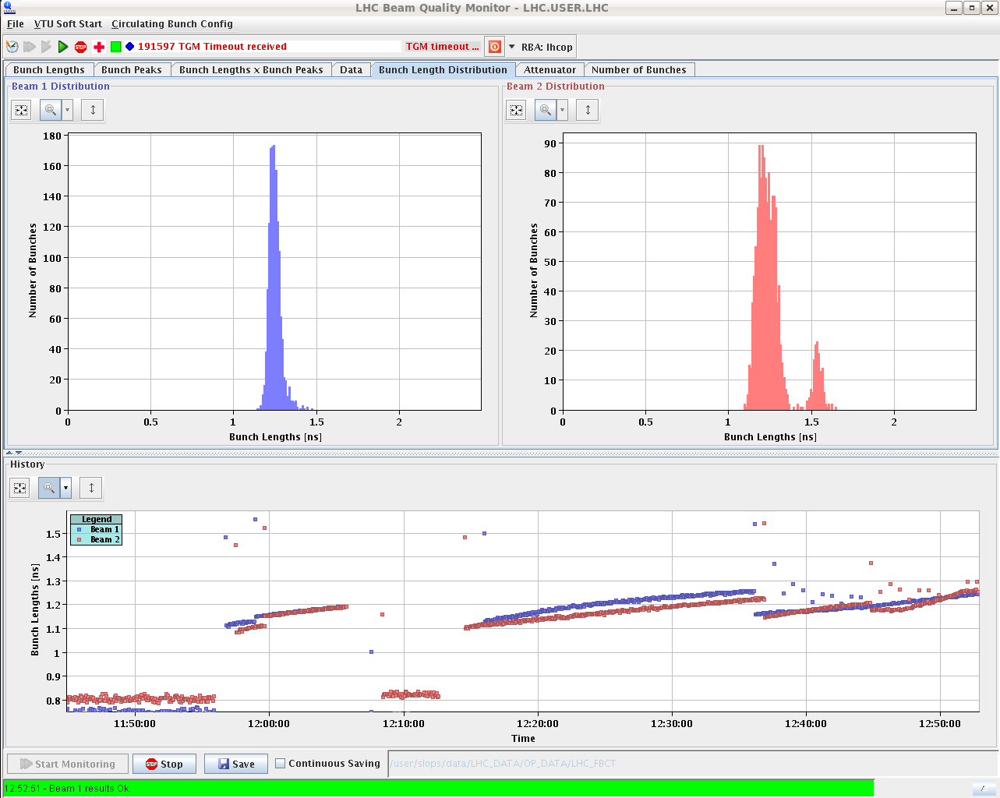 LHC Beam Quality Monitor - LHC.USER.LHC
File VTU Soft Start Circulating Bunch Config
STOP 191597 TGM Timeout received TGM timeout ... RBA: lhcop
Bunch Lengths Bunch Peaks Bunch Lengths x Bunch Peaks Data Bunch Length Distribution Attenuator Number of Bunches
Beam 1 Distribution
180
160
140
120
100
80
60
40
20
0
Number of Bunches
0 0.5 1 1.5 2
Bunch Lengths [ns]
Beam 2 Distribution
90
80
70
60
50
40
30
20
10
0
Number of Bunches
0 0.5 1 1.5 2
Bunch Lengths [ns]
History
Legend
Beam 1
Beam 2
1.5
1.4
1.3
1.2
1.1
1
0.9
0.8
Bunch Lengths [ns]
11:50:00 12:00:00 12:10:00 12:20:00 12:30:00 12:40:00 12:50:00
Time
Start Monitoring STOP Stop Save Continuous Saving /user/slops/data/LHC_DATA/OP_DATA/LHC_FBCT
12:52:51 - Beam 1 results Ok.